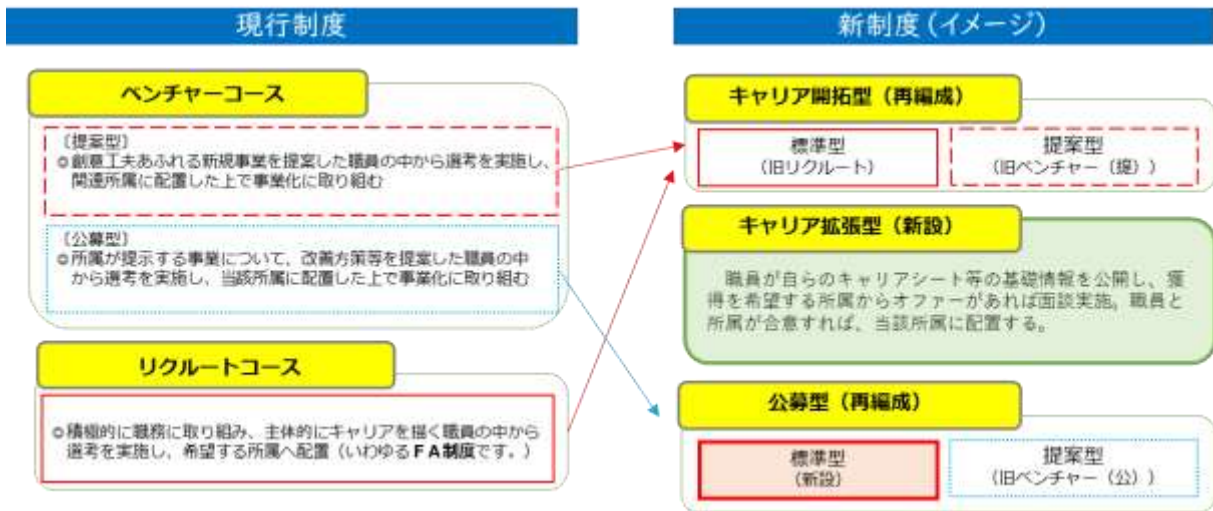 現行制度
ベンチャーコース
〔提案型〕
◎創意工夫あふれる新規事業を提案した職員の中から選考を実施し、
関連所属に配置した上で事業化に取り組む
〔公募型〕
◎所属が提示する事業について、改善方策等を提案した職員の中
から選考を実施し、当該所属に配置した上で事業化に取り組む
リクルートコース
◎積極的に職務に取り組み、主体的にキャリアを描く職員の中から
選考を実施し、希望する所属へ配置（いわゆるＦＡ制度です。）
新制度（イメージ）
キャリア開拓型（再編成）
標準型
（旧リクルート）
提案型
（旧ベンチャー（提））
キャリア拡張型（新設）
職員が自らのキャリアシート等の基礎情報を公開し、獲
得を希望する所属からオファーがあれば面談実施。職員と
所属が合意すれば、当該所属に配置する。
公募型（再編成）
標準型
（新設）
提案型
（旧ベンチャー（公））